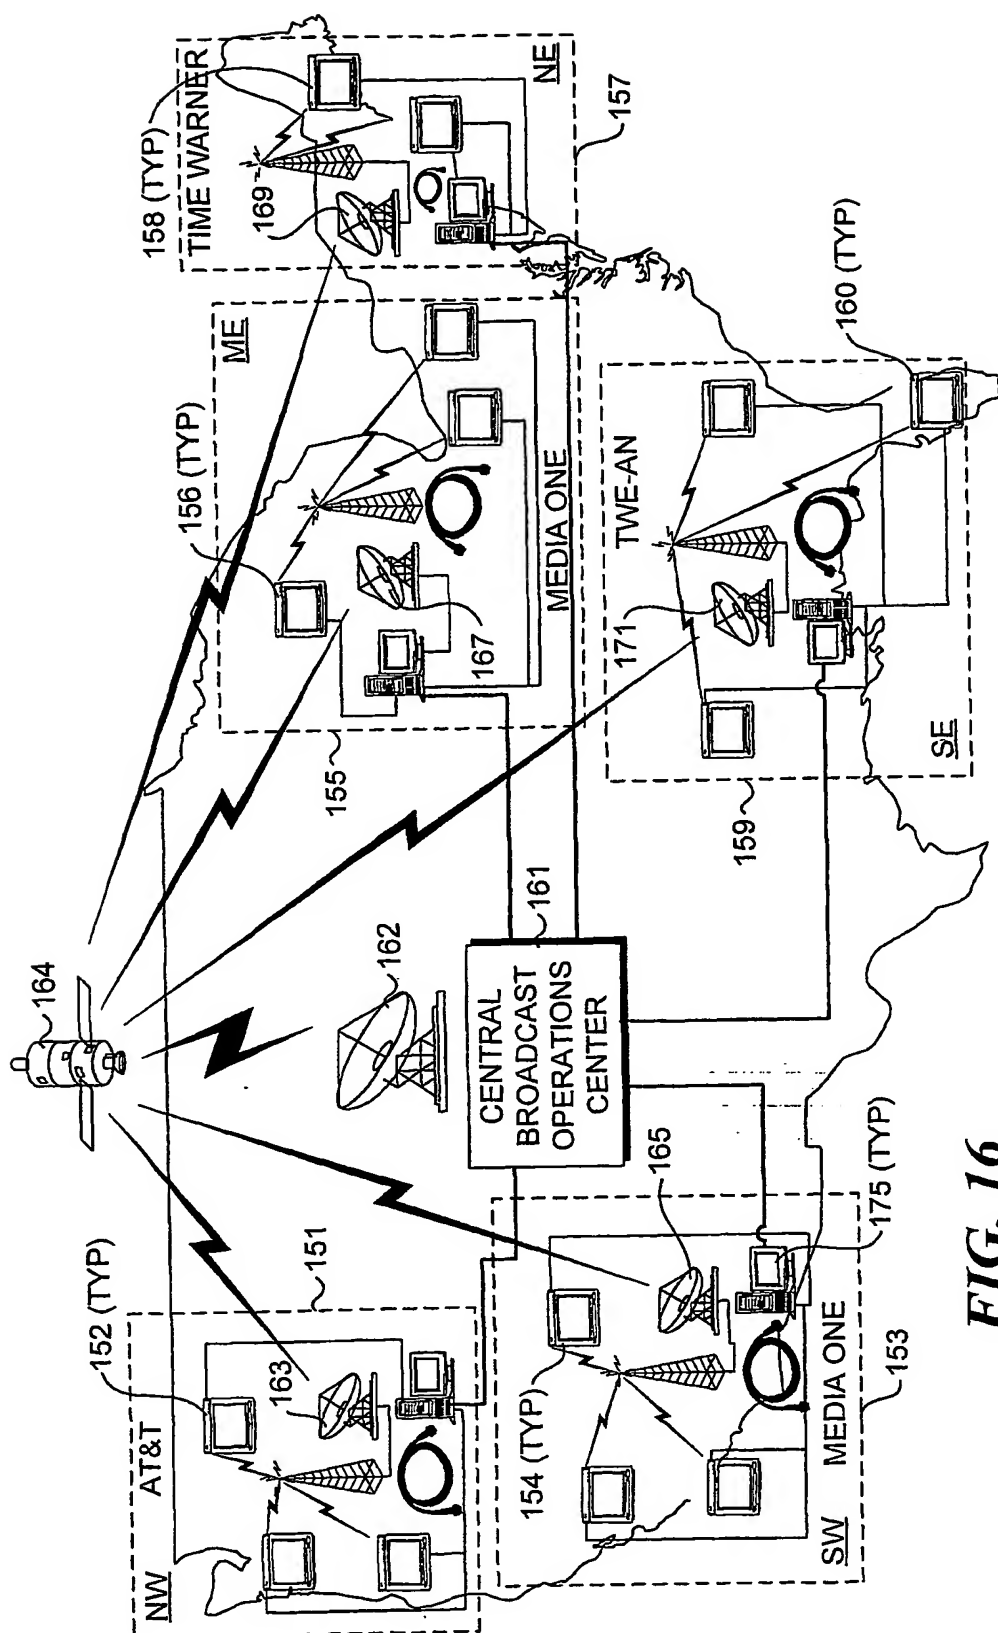 164
158 (TYP)
TIME WARNER
NE
169
157
ME
156 (TYP)
MEDIA ONE
167
155
160 (TYP)
TWE-AN
171
SE
159
162
161
CENTRAL
BROADCAST
OPERATIONS
CENTER
152 (TYP)
151
AT&T
NW
163
165
175 (TYP)
154 (TYP)
MEDIA ONE
SW
153
FIG. 16